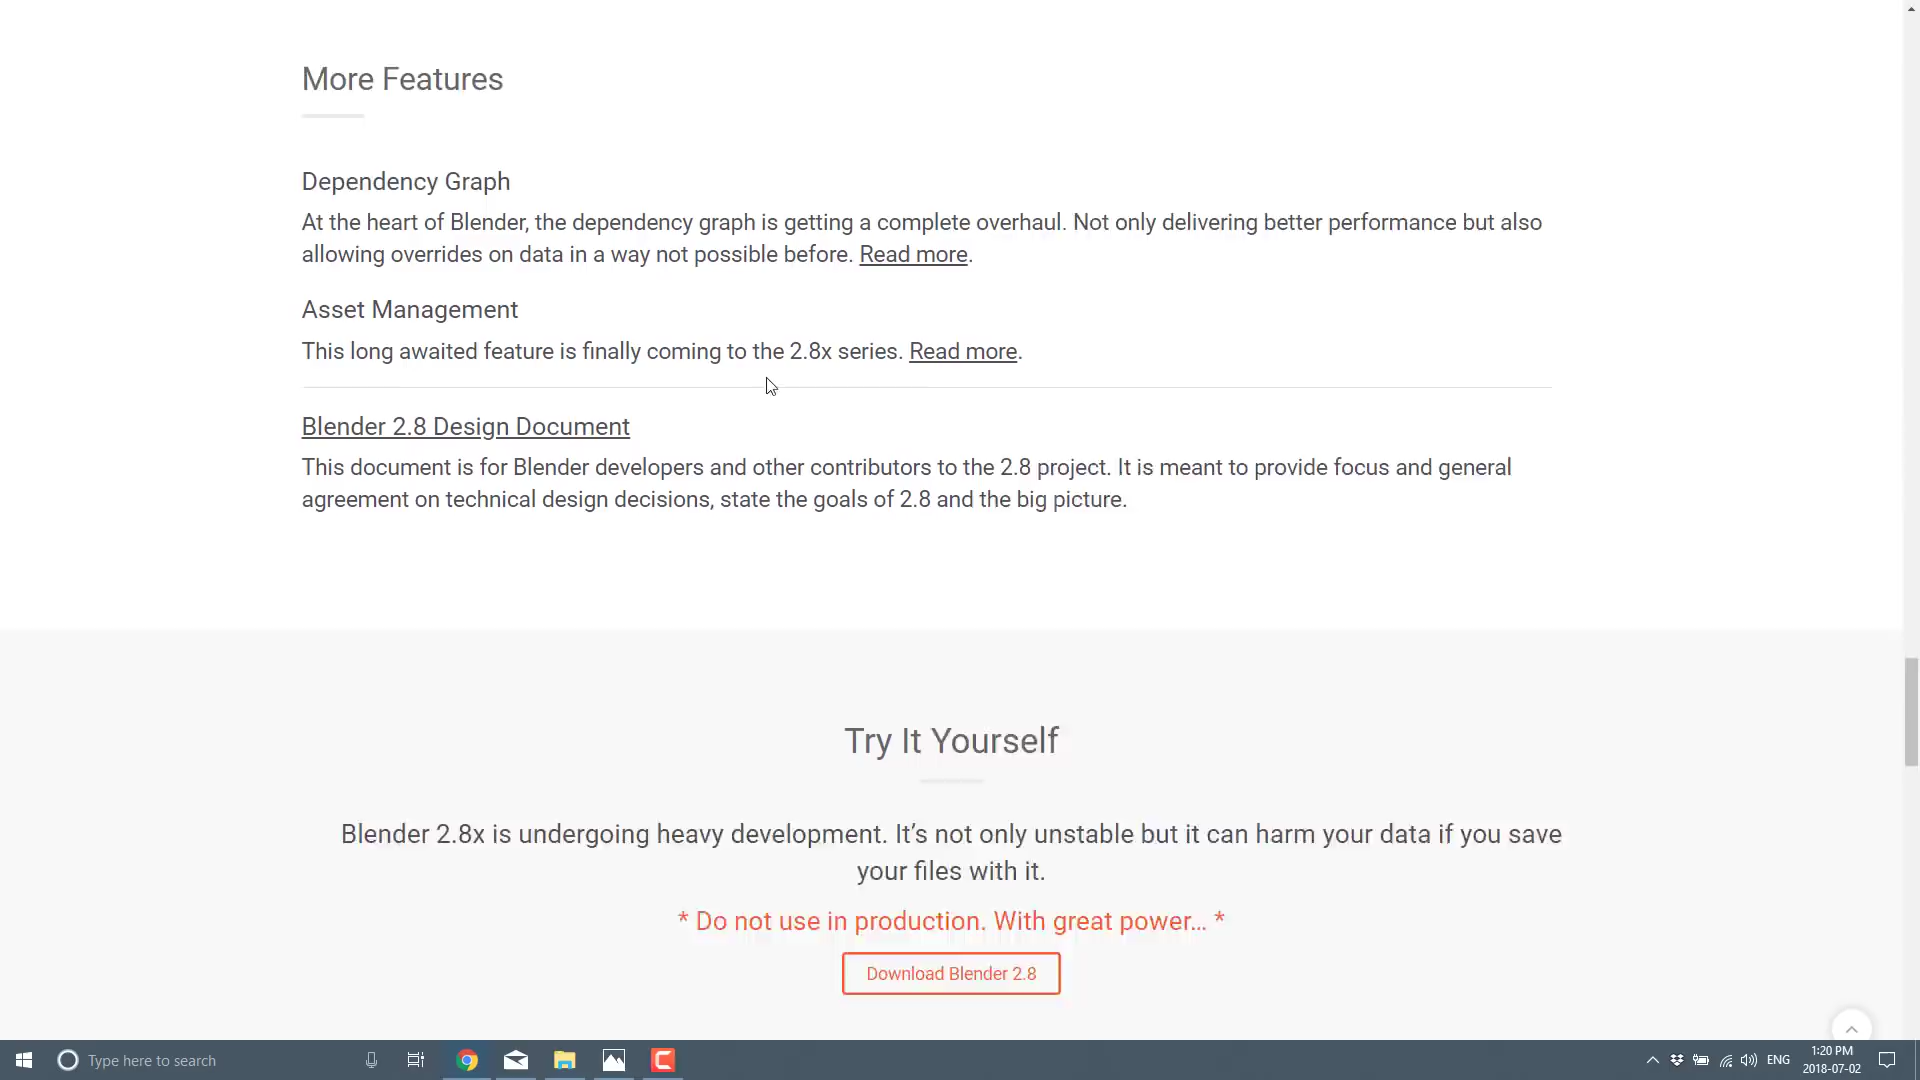 More Features
Dependency Graph
At the heart of Blender, the dependency graph is getting a complete overhaul. Not only delivering better performance but also
allowing overrides on data in a way not possible before. Read more.
Asset Management
This long awaited feature is finally coming to the 2.8x series. Read more.
Blender 2.8 Design Document
This document is for Blender developers and other contributors to the 2.8 project. It is meant to provide focus and general
agreement on technical design decisions, state the goals of 2.8 and the big picture.
Try It Yourself
Blender 2.8x is undergoing heavy development. It’s not only unstable but it can harm your data if you save
your files with it.
* Do not use in production. With great power... *
Download Blender 2.8
Type here to search
ENG
1:20 PM
2018-07-02